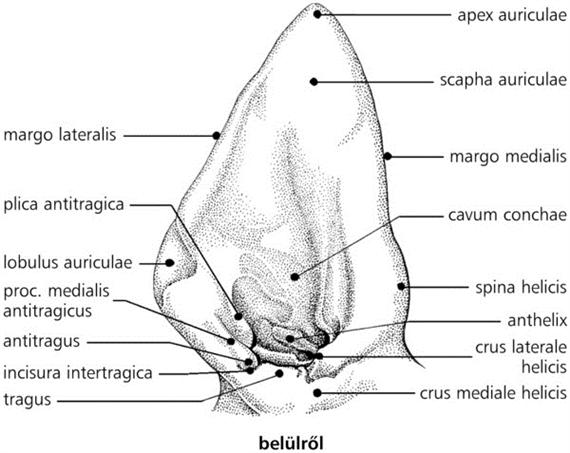 apex auriculae
scapha auriculae
margo lateralis
margo medialis
plica antitragica
cavum conchae
lobulus auriculae
proc. medialis
antitragicus
spina helicis
anthelix
antitragus
crus laterale
helicis
incisura intertragica
tragus
crus mediale helicis
belülről